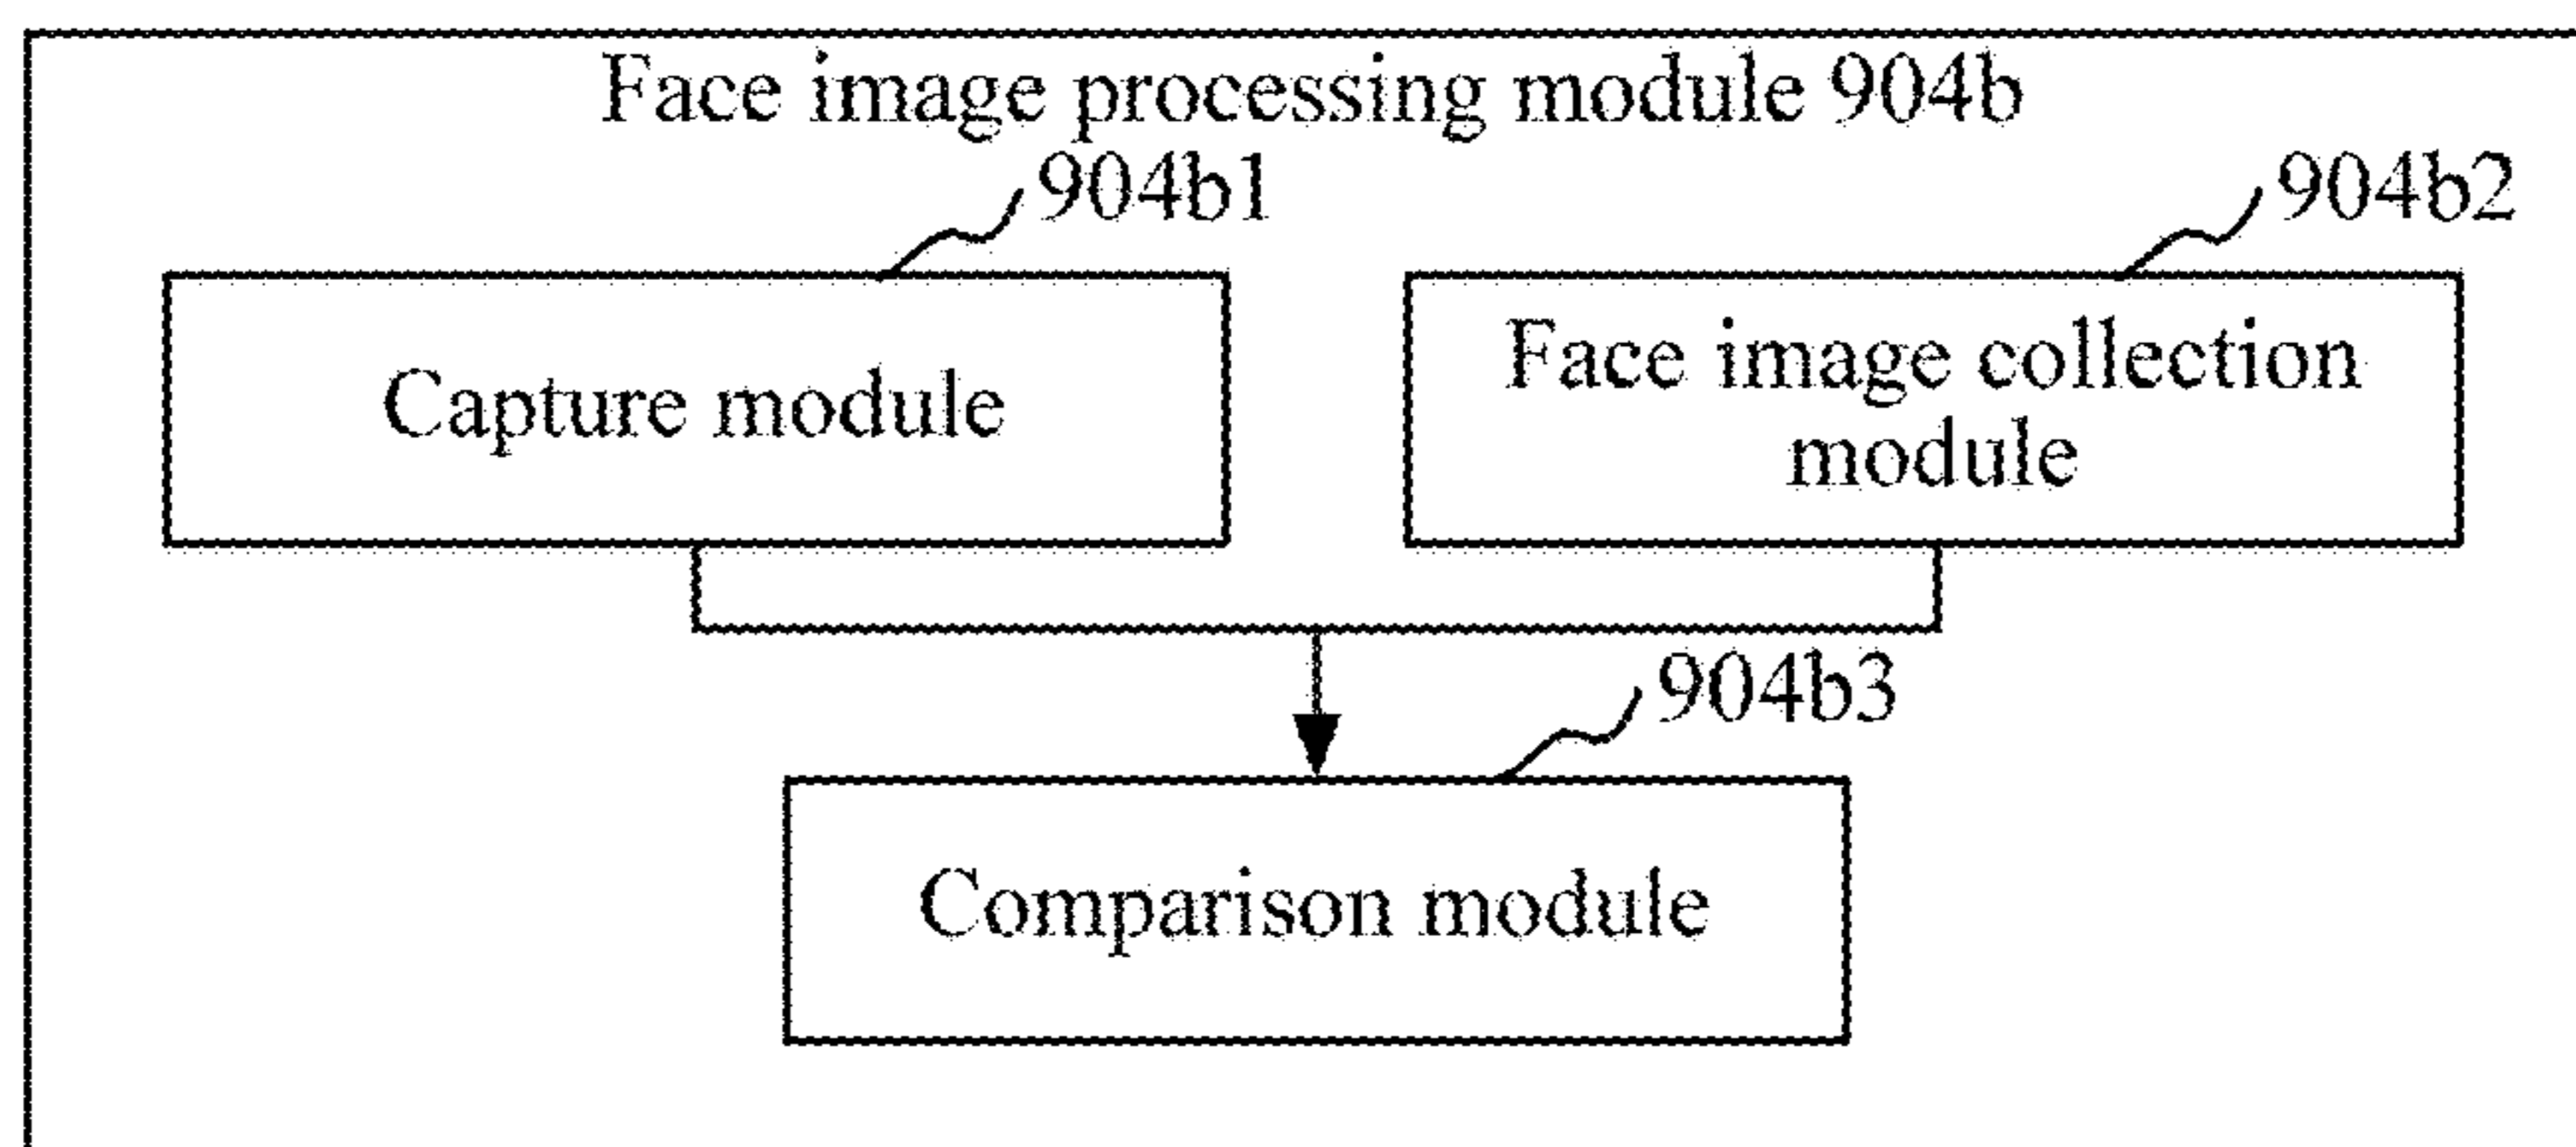 Face image processing module 904b
904b1
904b2
Capture module
Face image collection
module
904b3
Comparison module